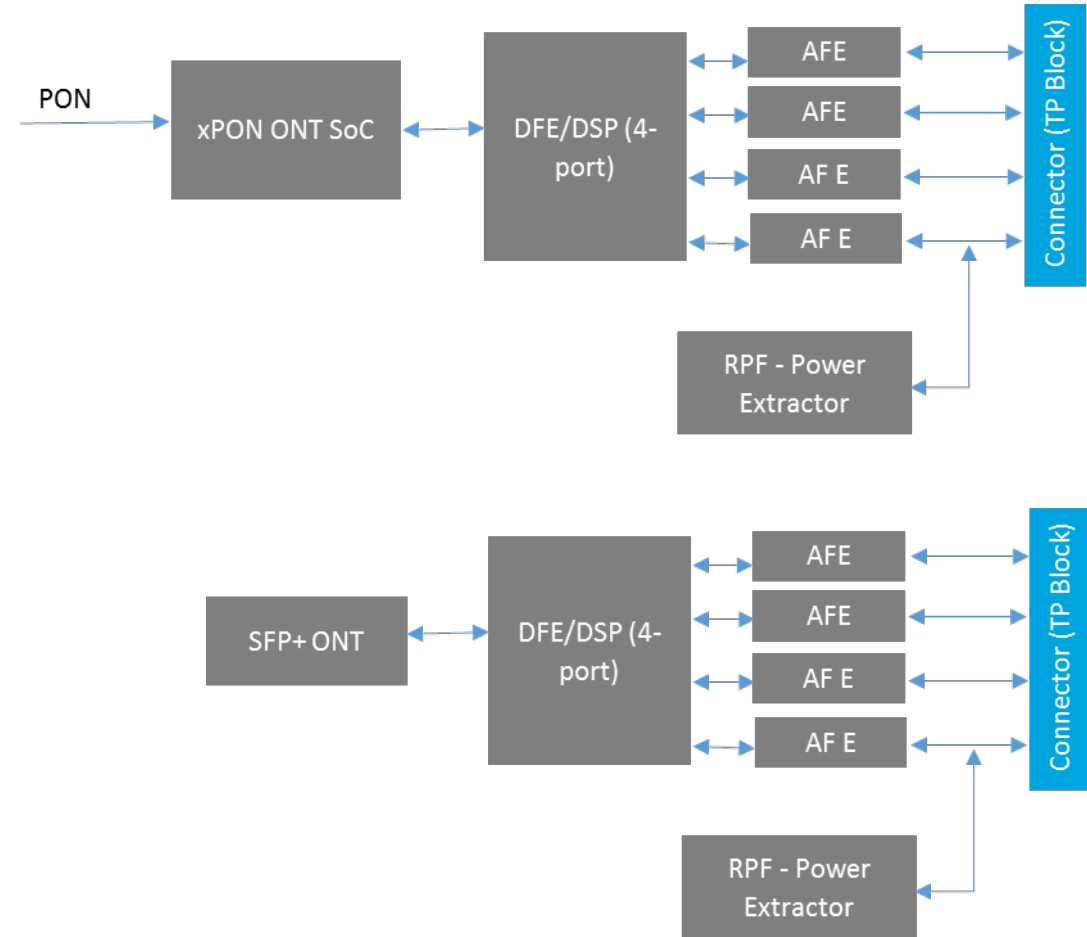 PON
xPON ONT SoC
DFE/DSP (4-
port)
AFE
AFE
AF E
AF E
Connector (TP Block)
RPF - Power
Extractor
SFP+ ONT
DFE/DSP (4-
port)
AFE
AFE
AF E
AF E
Connector (TP Block)
RPF - Power
Extractor